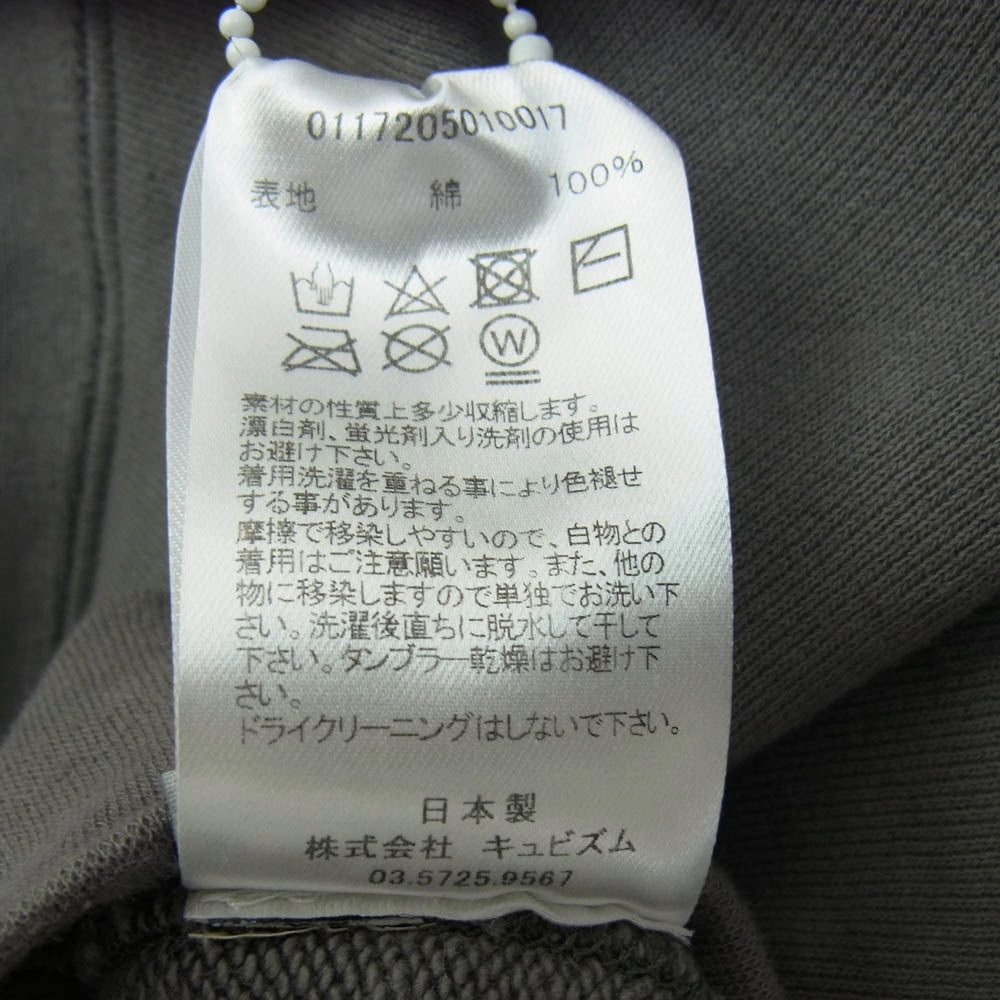 0117205010017
表地 綿 100%
W
素材の性質上多少収縮します。
漂白剤、蛍光剤入り洗剤の使用は
お避け下さい。
着用洗濯を重ねる事により色褪せ
する事があります。
摩擦で移染しやすいので、白物との
着用はご注意願います。また、他の
物に移染しますので単独でお洗い下
さい。洗濯後直ちに脱水して干して
下さい。タンブラー乾燥はお避け下
さい。
ドライクリーニングはしないで下さい。
日本製
株式会社 キュビズム
03.5725.9567